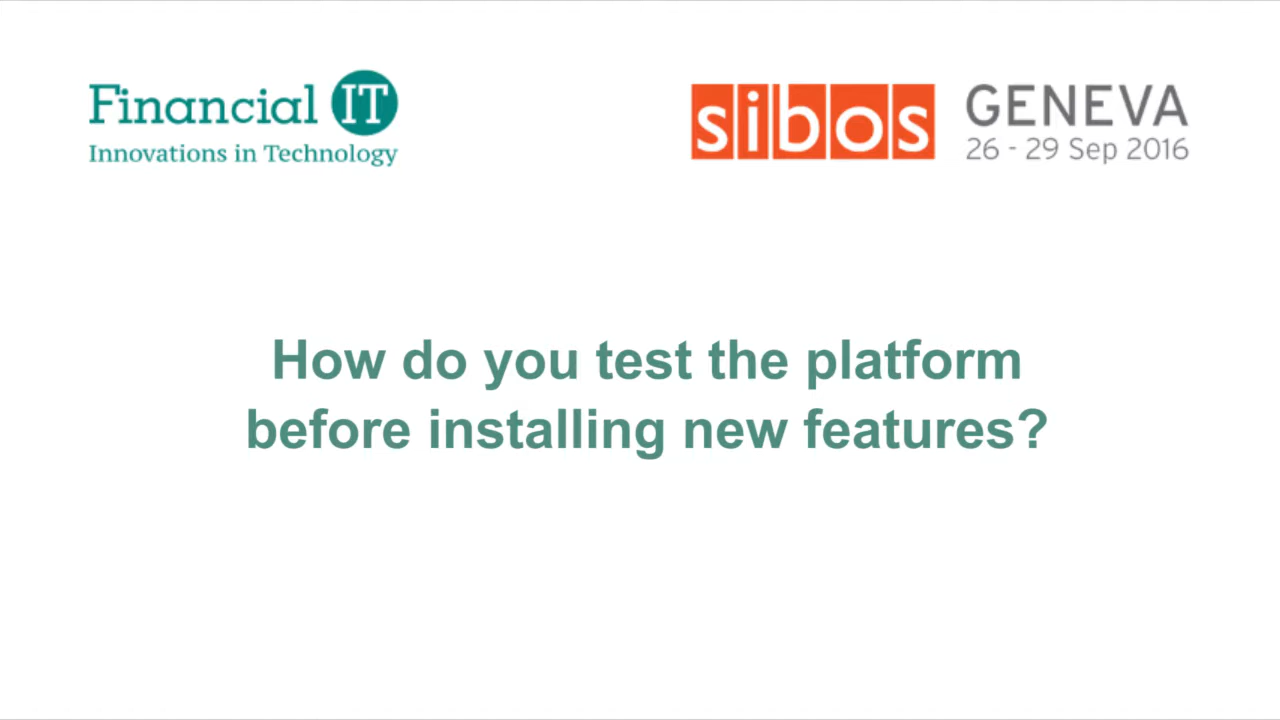 Financial IT
Innovations in Technology
sibos
GENEVA
26 - 29 Sep 2016
How do you test the platform
before installing new features?